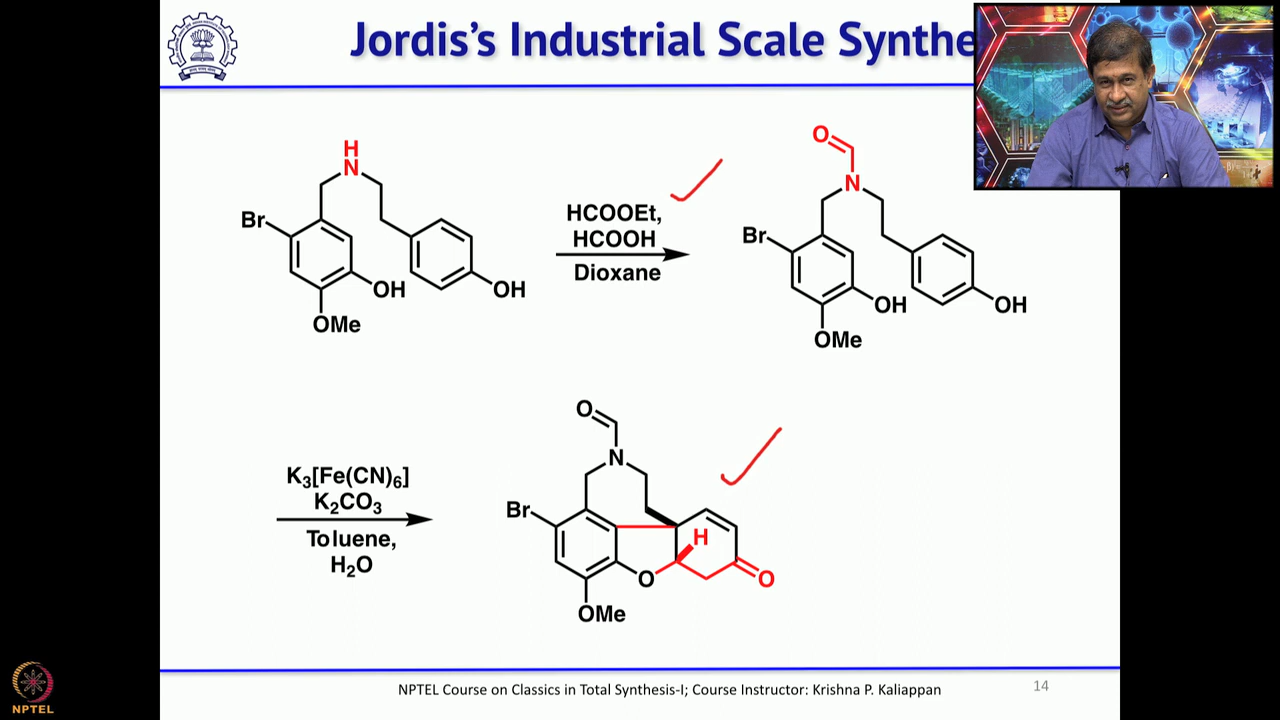 Jordis's Industrial Scale Synthe
H
N
Br
OH
OMe
OH
HCOOEt,
HCOOH
Dioxane
O
N
Br
OH
OMe
OH
K3[Fe(CN)6]
K2CO3
Toluene,
H2O
O
N
Br
H
O
O
OMe
NPTEL Course on Classics in Total Synthesis-I; Course Instructor: Krishna P. Kaliappan
14
NPTEL